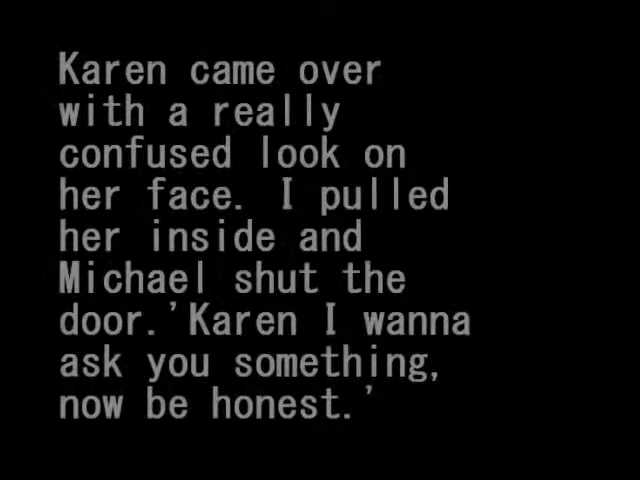 Karen came over
with a really
confused look on
her face. I pulled
her inside and
Michael shut the
door.'Karen I wanna
ask you something,
now be honest.'